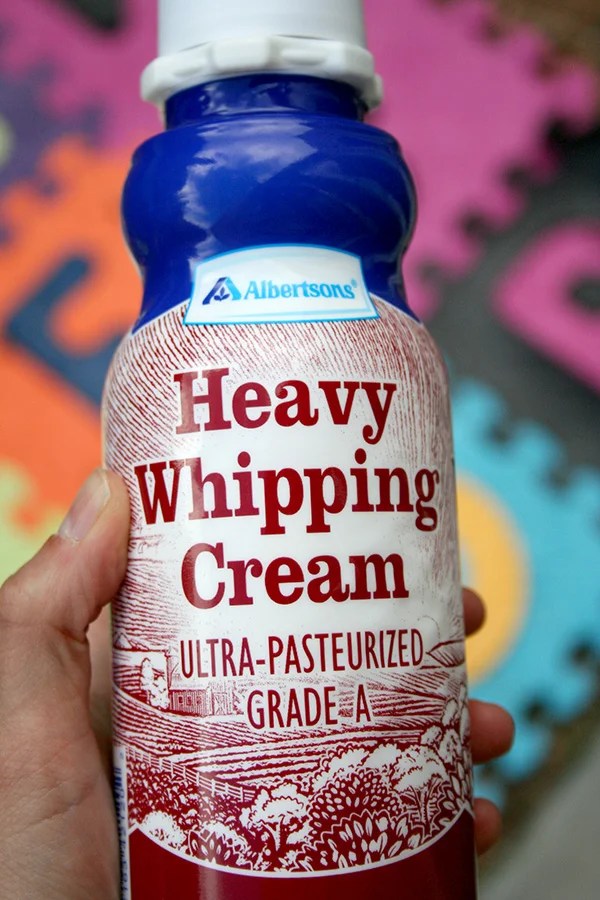 Albertsons®
Heavy
Whipping
Cream
ULTRA-PASTEURIZED
GRADE A